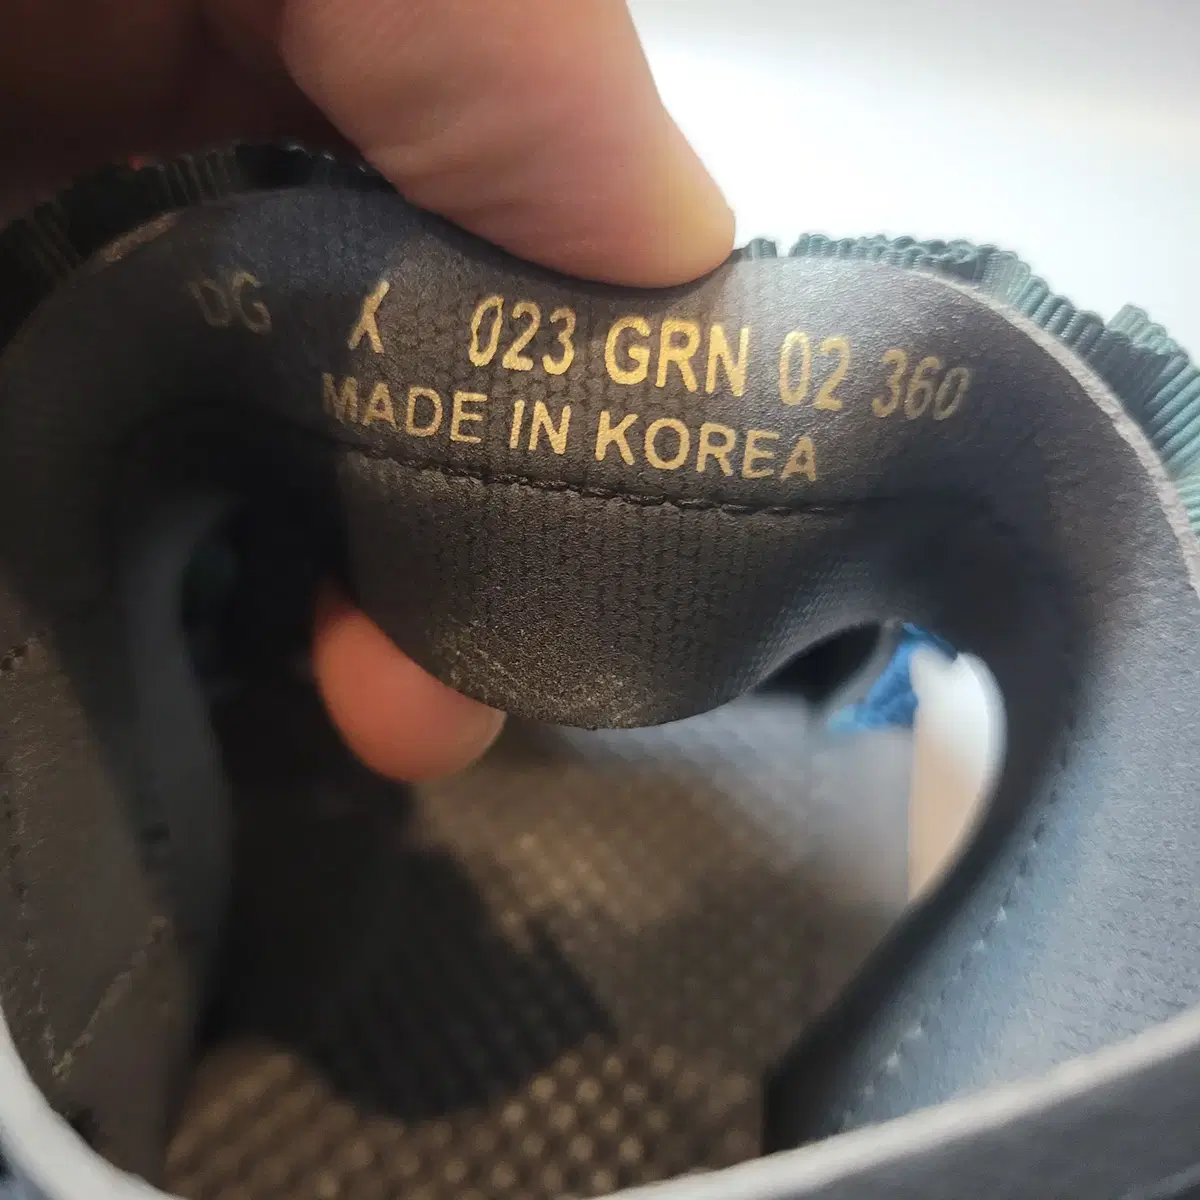 DG X 023 GRN 02 360
MADE IN KOREA